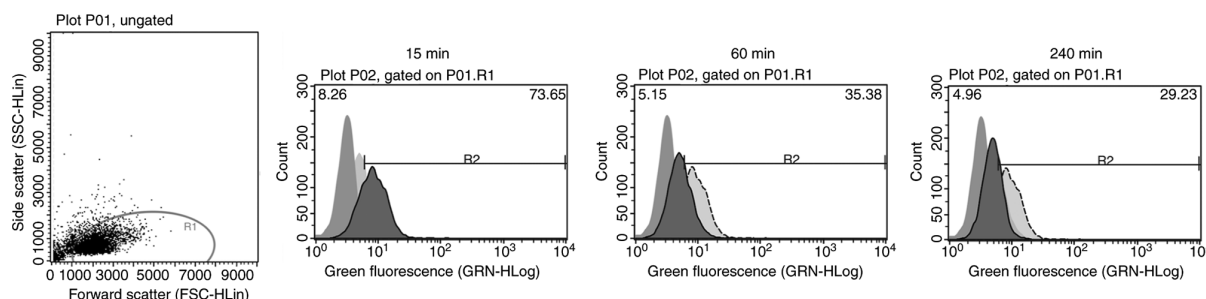 Plot P01, ungated
Side scatter (SSC-HLin)
9000
7000
5000
3000
1000
0
R1
0 1000 3000 5000 7000 9000
Forward scatter (FSC-HLin)
15 min
Plot P02, gated on P01.R1
8.26 73.65
R2
Count
300
200
100
50
0
10⁰ 10¹ 10² 10³ 10⁴
Green fluorescence (GRN-HLog)
60 min
Plot P02, gated on P01.R1
5.15 35.38
R2
Count
300
200
100
50
0
10⁰ 10¹ 10² 10³ 10⁴
Green fluorescence (GRN-HLog)
240 min
Plot P02, gated on P01.R1
4.96 29.23
R2
Count
300
200
100
50
0
10⁰ 10¹ 10² 10³ 10
Green fluorescence (GRN-HLog)